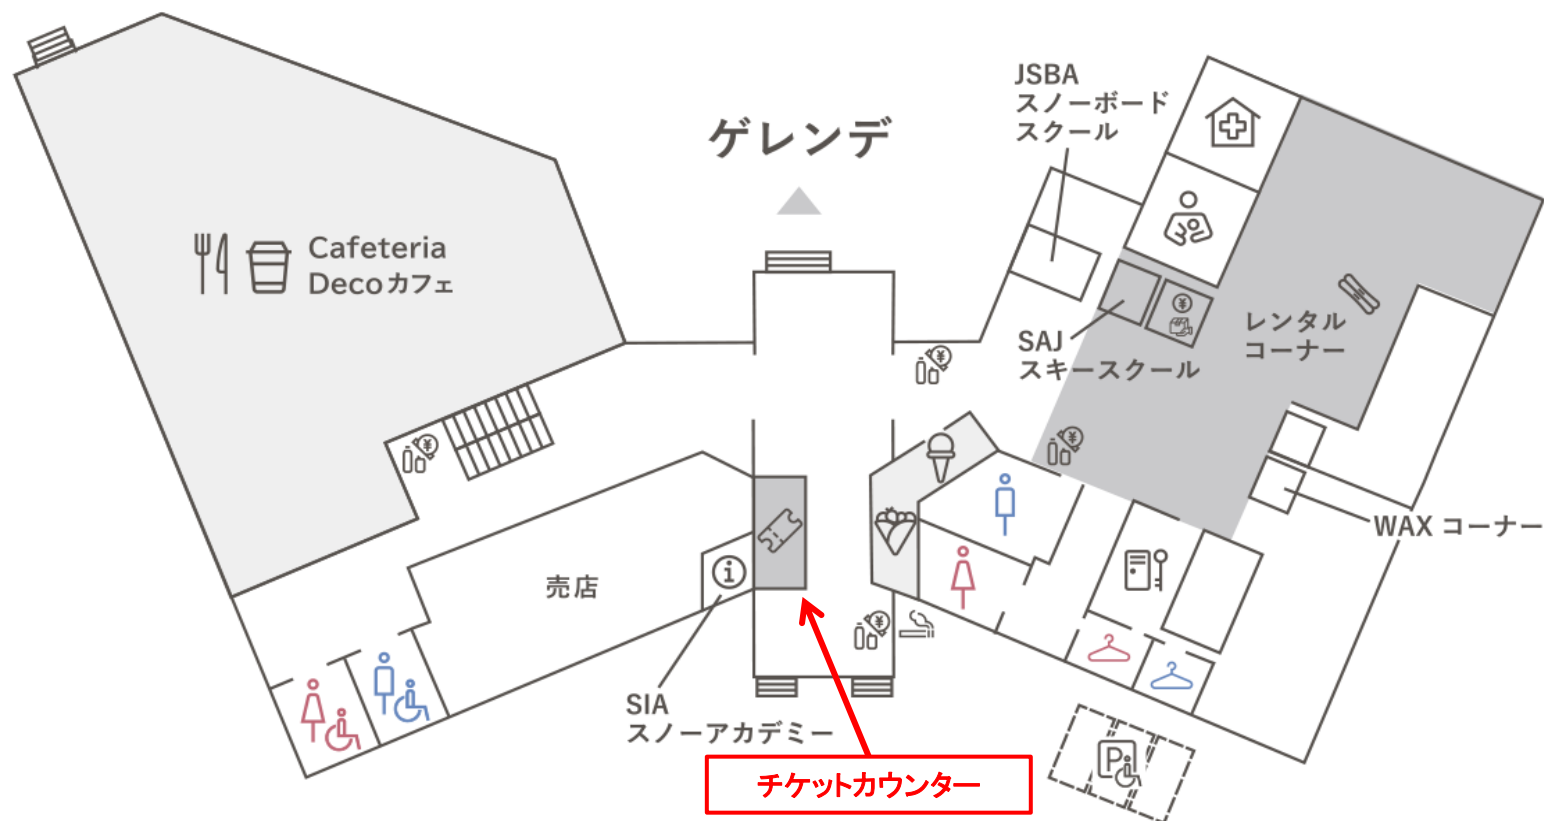 JSBA
スノーボード
スクール
ゲレンデ
Cafeteria
Decoカフェ
¥
レンタル
コーナー
SAJ
スキースクール
¥
¥
¥
WAX コーナー
売店
i
¥
SIA
スノーアカデミー
P
チケットカウンター